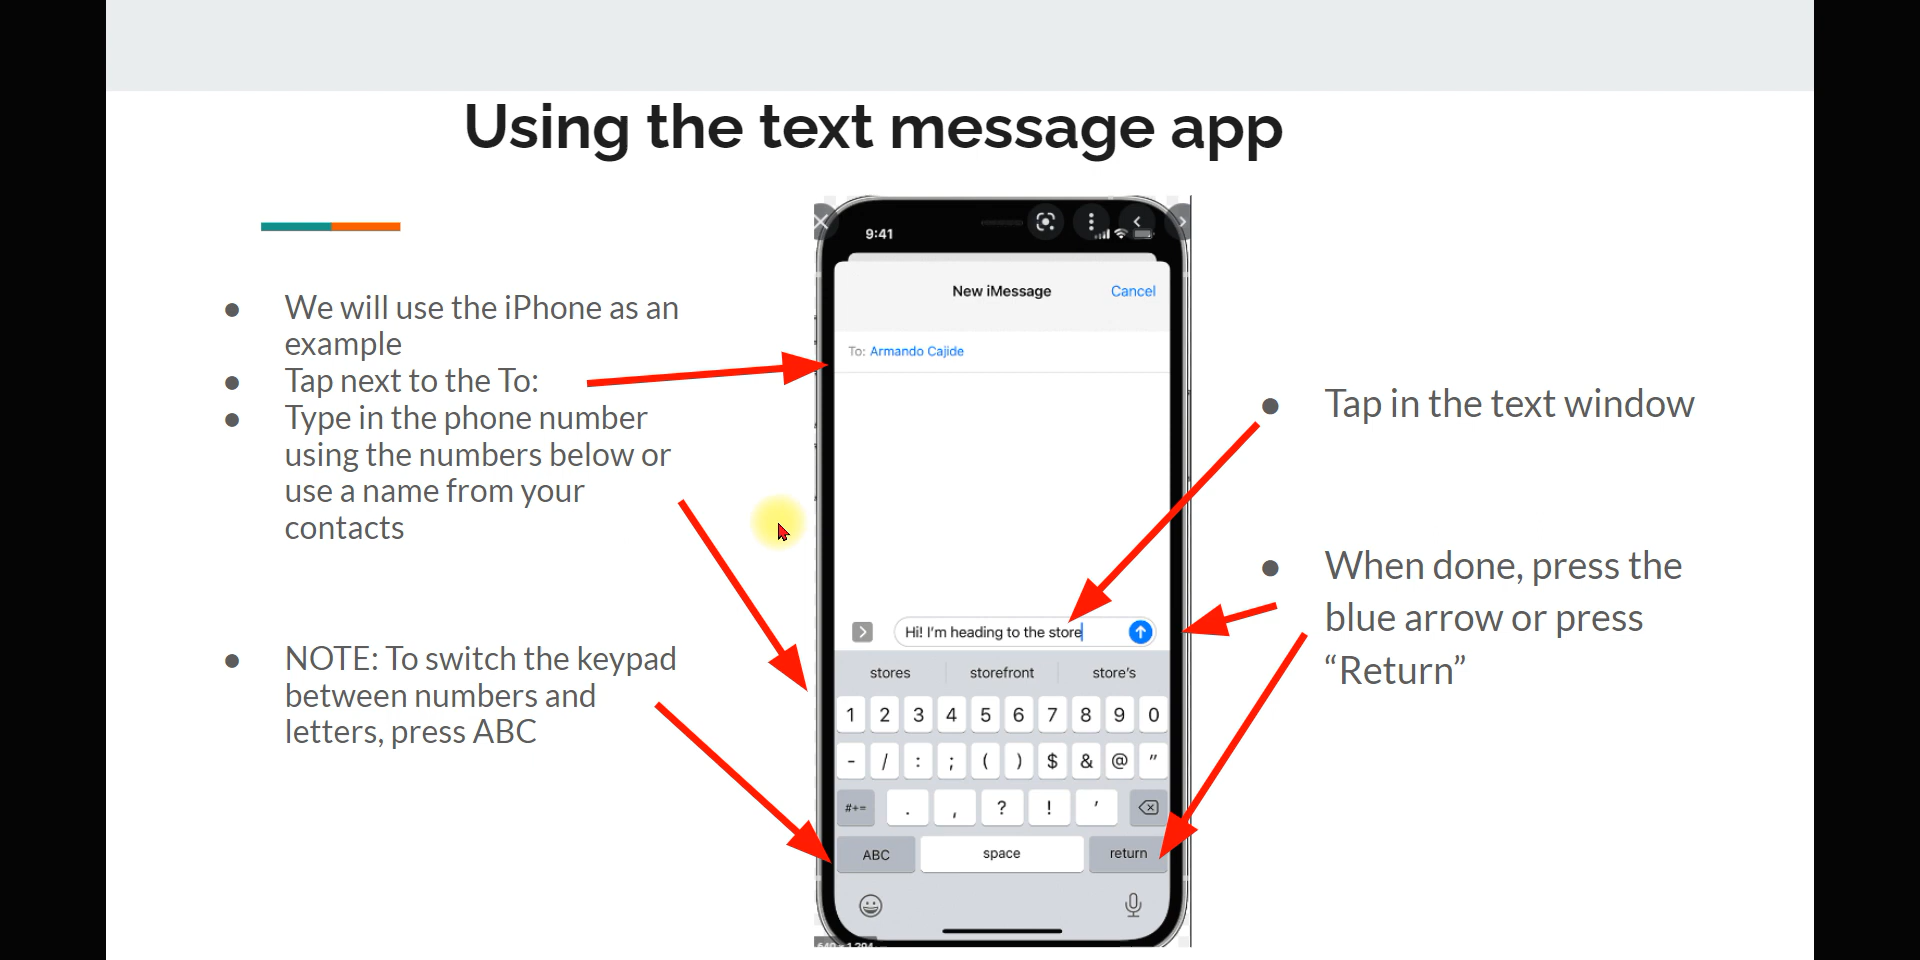 Using the text message app
We will use the iPhone as an
example
Tap next to the To:
Type in the phone number
using the numbers below or
use a name from your
contacts
NOTE: To switch the keypad
between numbers and
letters, press ABC
9:41
New iMessage
Cancel
To: Armando Cajide
Hi! I'm heading to the store
stores storefront store's
1 2 3 4 5 6 7 8 9 0
- / : ; ( ) $ & @ "
#+= . , ? ! '
ABC space return
Tap in the text window
When done, press the
blue arrow or press
“Return”